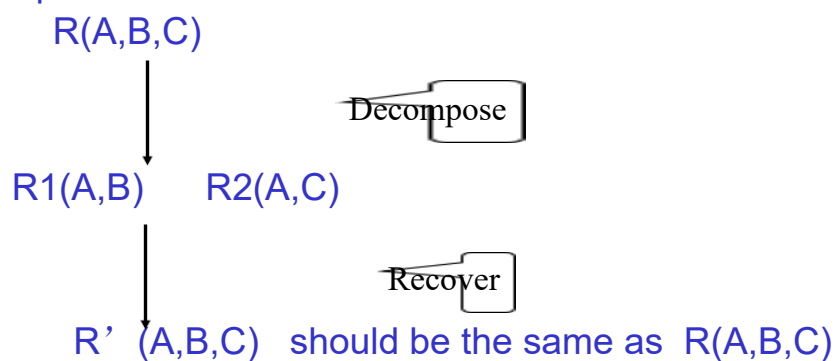 R(A,B,C)
Decompose
R1(A,B) R2(A,C)
Recover
R’ (A,B,C) should be the same as R(A,B,C)